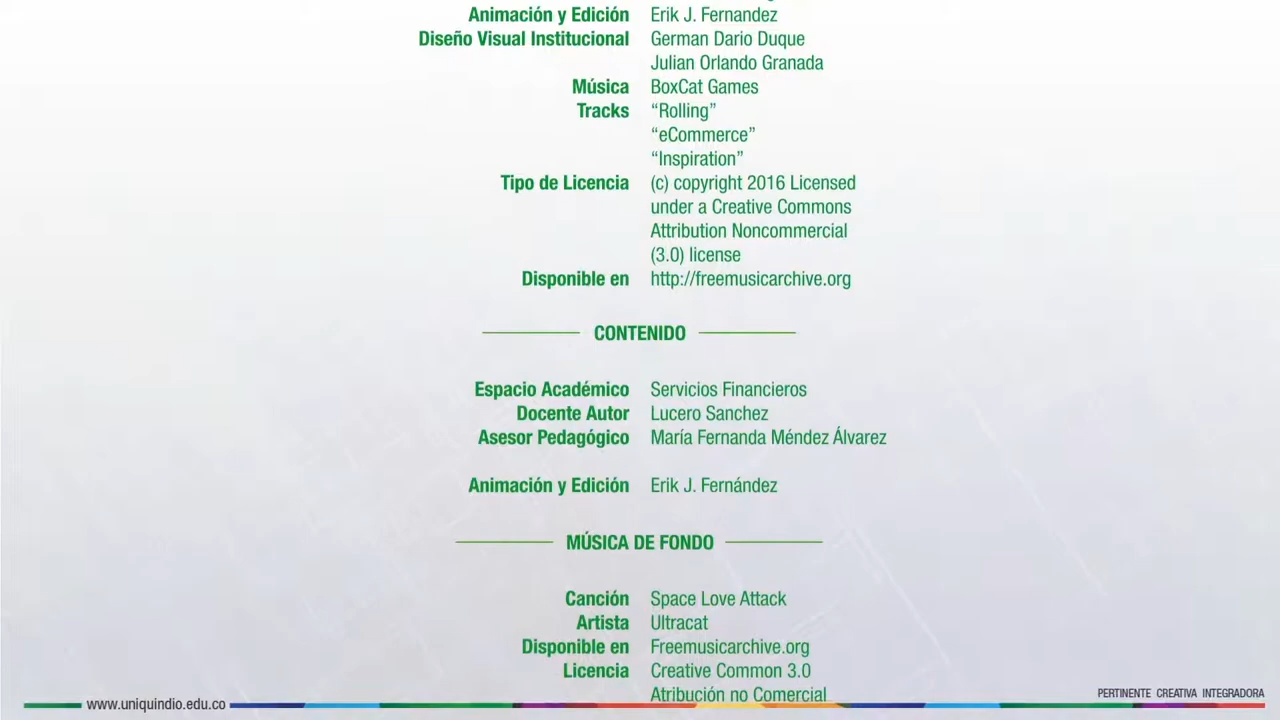 Animación y Edición Erik J. Fernandez
Diseño Visual Institucional German Dario Duque
Julian Orlando Granada
Música BoxCat Games
Tracks “Rolling”
“eCommerce”
“Inspiration”
Tipo de Licencia (c) copyright 2016 Licensed
under a Creative Commons
Attribution Noncommercial
(3.0) license
Disponible en http://freemusicarchive.org
CONTENIDO
Espacio Académico Servicios Financieros
Docente Autor Lucero Sanchez
Asesor Pedagógico María Fernanda Méndez Álvarez
Animación y Edición Erik J. Fernández
MÚSICA DE FONDO
Canción Space Love Attack
Artista Ultracat
Disponible en Freemusicarchive.org
Licencia Creative Common 3.0
Atribución no Comercial
PERTINENTE CREATIVA INTEGRADORA
www.uniquindio.edu.co